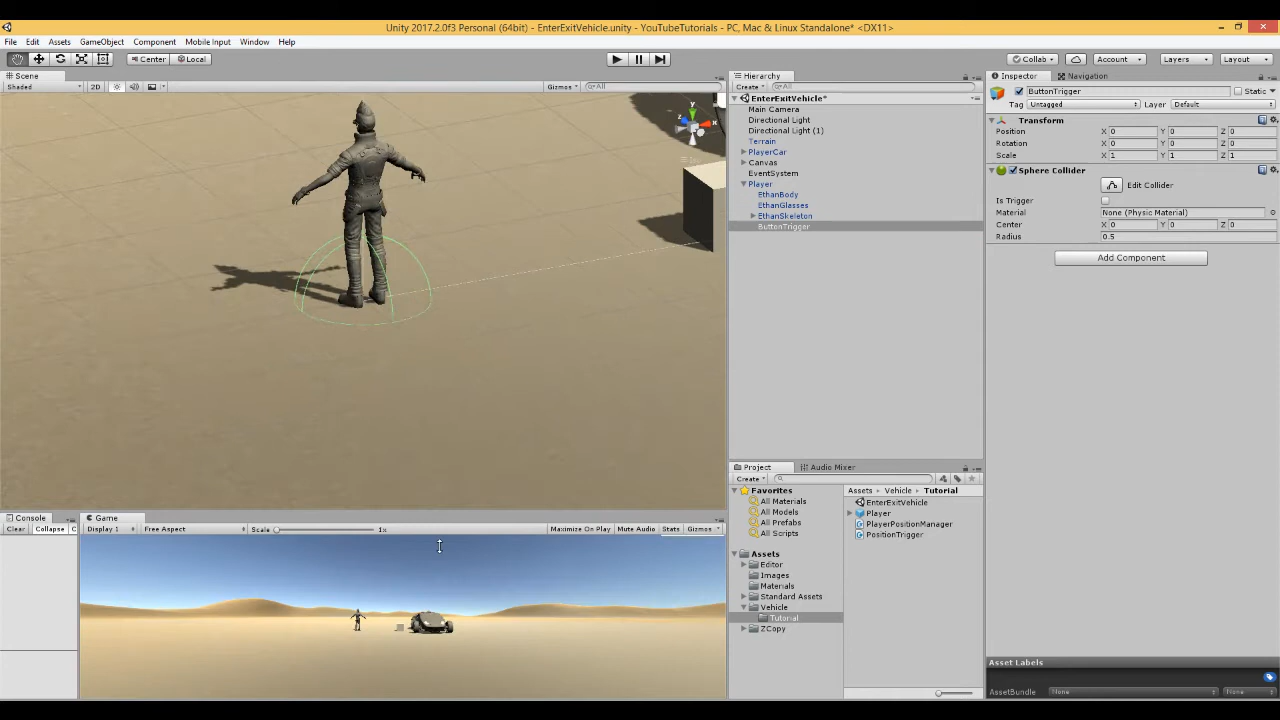 Unity 2017.2.0f3 Personal (64bit) - EnterExitVehicle.unity - YouTubeTutorials - PC, Mac & Linux Standalone* <DX11>
File Edit Assets GameObject Component Mobile Input Window Help
Center Local Collab Account Layers Layout
Scene
Shaded 2D Gizmos All
Hierarchy
Create All
EnterExitVehicle*
Main Camera
Directional Light
Directional Light (1)
Terrain
PlayerCar
Canvas
EventSystem
Player
EthanBody
EthanGlasses
EthanSkeleton
ButtonTrigger
Inspector Navigation
ButtonTrigger Static
Tag Untagged Layer Default
Transform
Position X 0 Y 0 Z 0
Rotation X 0 Y 0 Z 0
Scale X 1 Y 1 Z 1
Sphere Collider
Edit Collider
Is Trigger
Material None (Physic Material)
Center X 0 Y 0 Z 0
Radius 0.5
Add Component
Console Game
Clear Collapse C Display 1 Free Aspect Scale 1x Maximize On Play Mute Audio Stats Gizmos
Project Audio Mixer
Create
Favorites
All Materials
All Models
All Prefabs
All Scripts
Assets
Editor
Images
Materials
Standard Assets
Vehicle
Tutorial
ZCopy
Assets Vehicle Tutorial
EnterExitVehicle
Player
PlayerPositionManager
PositionTrigger
Asset Labels
AssetBundle None None